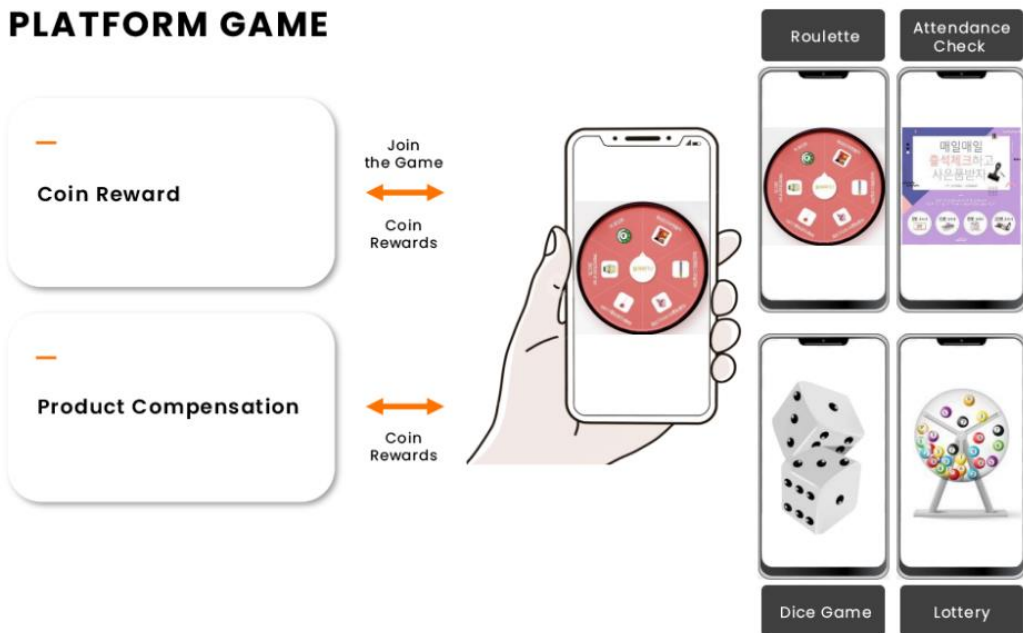 PLATFORM GAME
Coin Reward
Join
the Game
Coin
Rewards
Product Compensation
Coin
Rewards
Roulette
Attendance
Check
매일매일
출석체크하고
사은품받자
Dice Game
Lottery